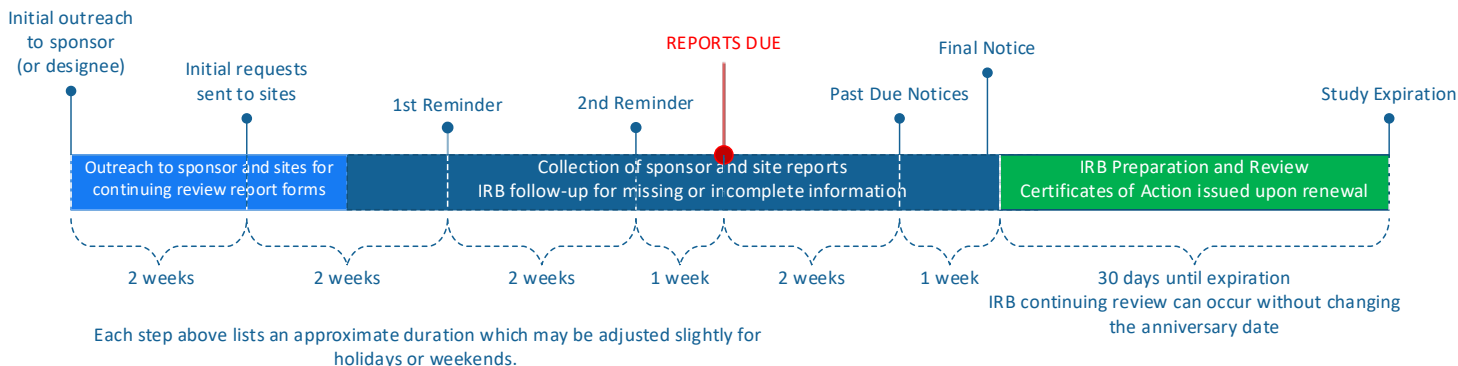 Initial outreach
to sponsor
(or designee)
Initial requests
sent to sites
1st Reminder
2nd Reminder
REPORTS DUE
Past Due Notices
Final Notice
Study Expiration
Outreach to sponsor and sites for
continuing review report forms
Collection of sponsor and site reports
IRB follow-up for missing or incomplete information
IRB Preparation and Review
Certificates of Action issued upon renewal
2 weeks
2 weeks
2 weeks
1 week
2 weeks
1 week
30 days until expiration
IRB continuing review can occur without changing
the anniversary date
Each step above lists an approximate duration which may be adjusted slightly for
holidays or weekends.